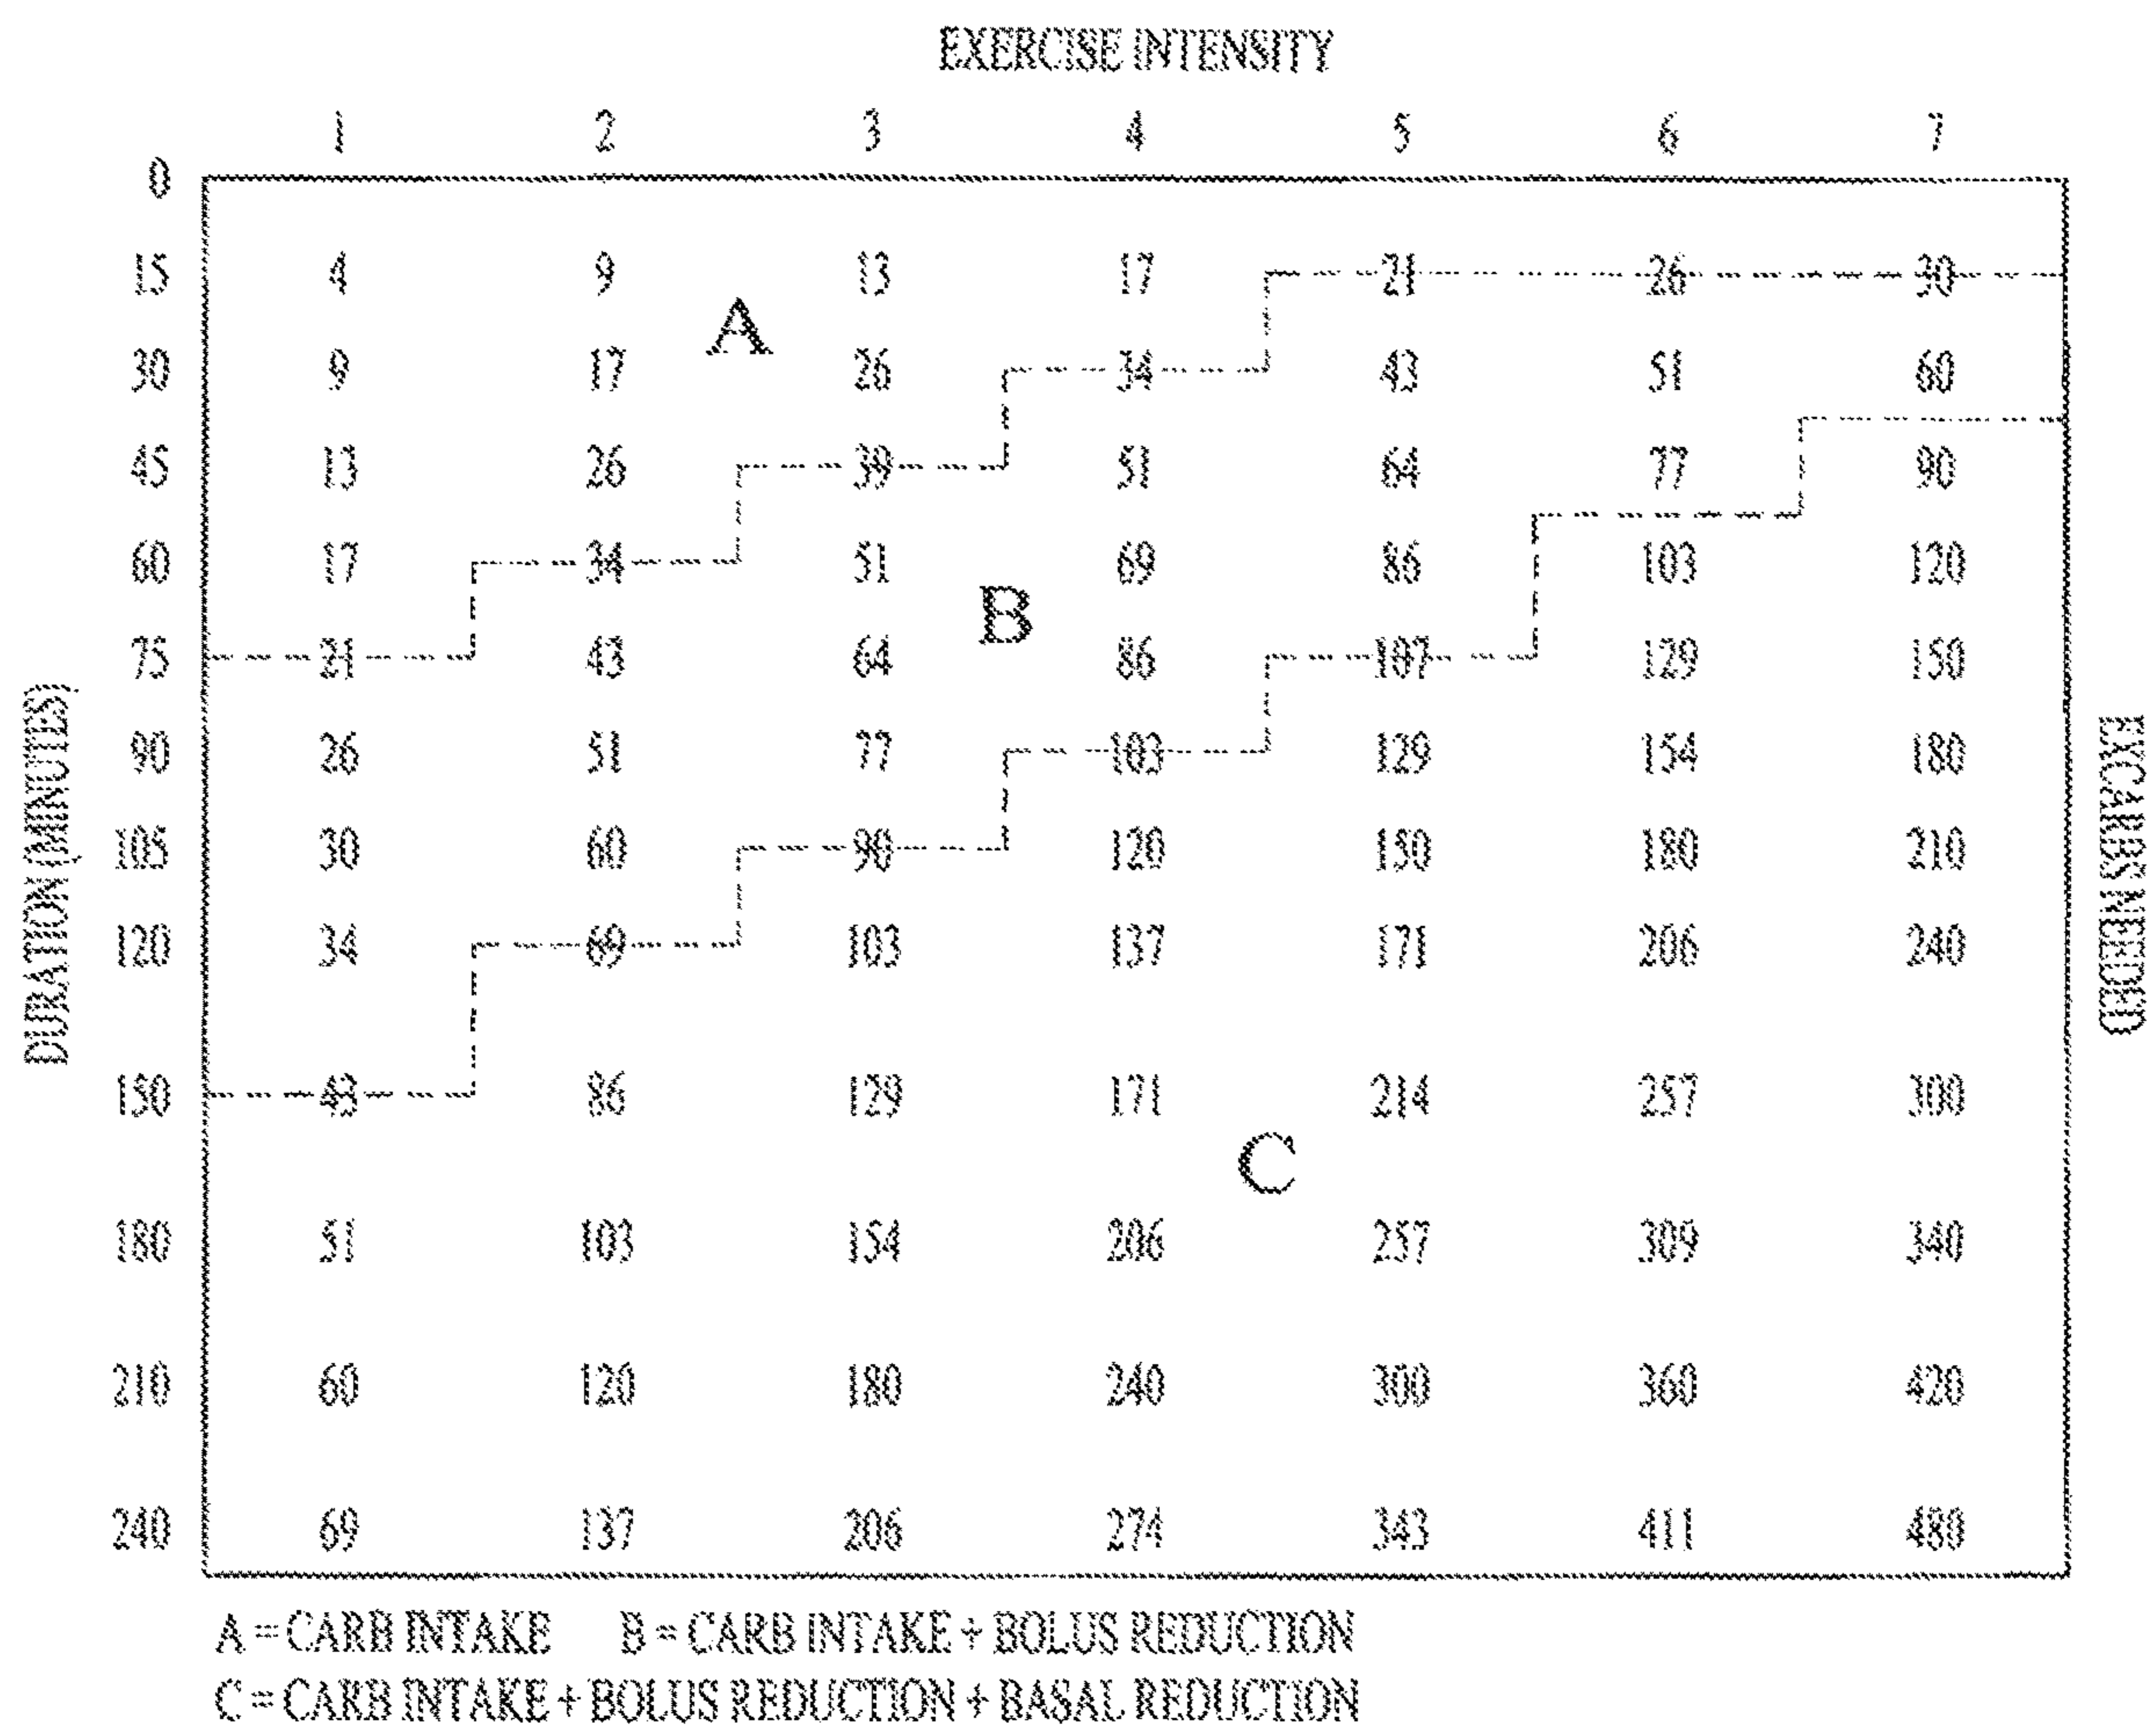 EXERCISE INTENSITY
1 2 3 4 5 6 7
0
15 4 9 13 17 21 26 30
A
30 9 17 26 34 43 51 60
45 13 26 39 51 64 77 90
60 17 34 51 69 86 103 120
B
75 21 43 64 86 107 129 150
90 26 51 77 103 129 154 180
105 30 60 90 120 150 180 210
120 34 69 103 137 171 206 240
150 43 86 129 171 214 257 300
C
180 51 103 154 206 257 309 340
210 60 120 180 240 300 360 420
240 69 137 206 274 343 411 480
DURATION (MINUTES)
EXCARBS NEEDED
A = CARB INTAKE B = CARB INTAKE + BOLUS REDUCTION
C = CARB INTAKE + BOLUS REDUCTION + BASAL REDUCTION